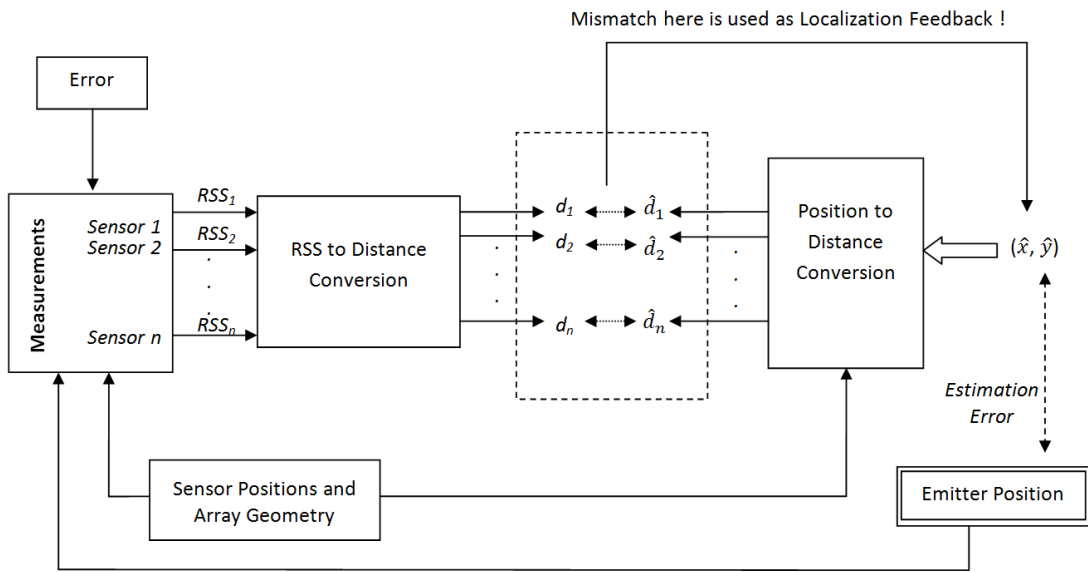 Mismatch here is used as Localization Feedback !
Error
Measurements
Sensor 1
Sensor 2
.
.
Sensor n
RSS₁
RSS₂
.
.
.
RSSₙ
RSS to Distance
Conversion
d₁
d₂
.
.
.
dₙ
d̂₁
d̂₂
.
.
.
d̂ₙ
Position to
Distance
Conversion
(x̂, ŷ)
Estimation
Error
Sensor Positions and
Array Geometry
Emitter Position